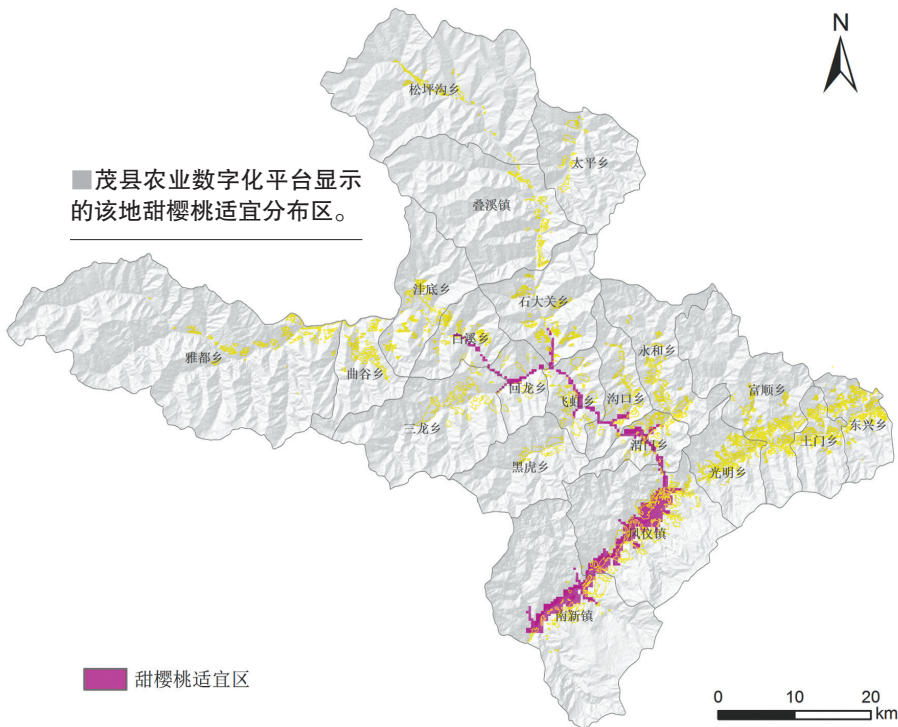 N
松坪沟乡
太平乡
■茂县农业数字化平台显示
的该地甜樱桃适宜分布区。
叠溪镇
洼底乡
石大关乡
白溪乡
永和乡
雅都乡
曲谷乡
回龙乡
飞虹乡
沟口乡
富顺乡
三龙乡
东兴乡
土门乡
渭门乡
黑虎乡
光明乡
凤仪镇
南新镇
甜樱桃适宜区
0 10 20
km